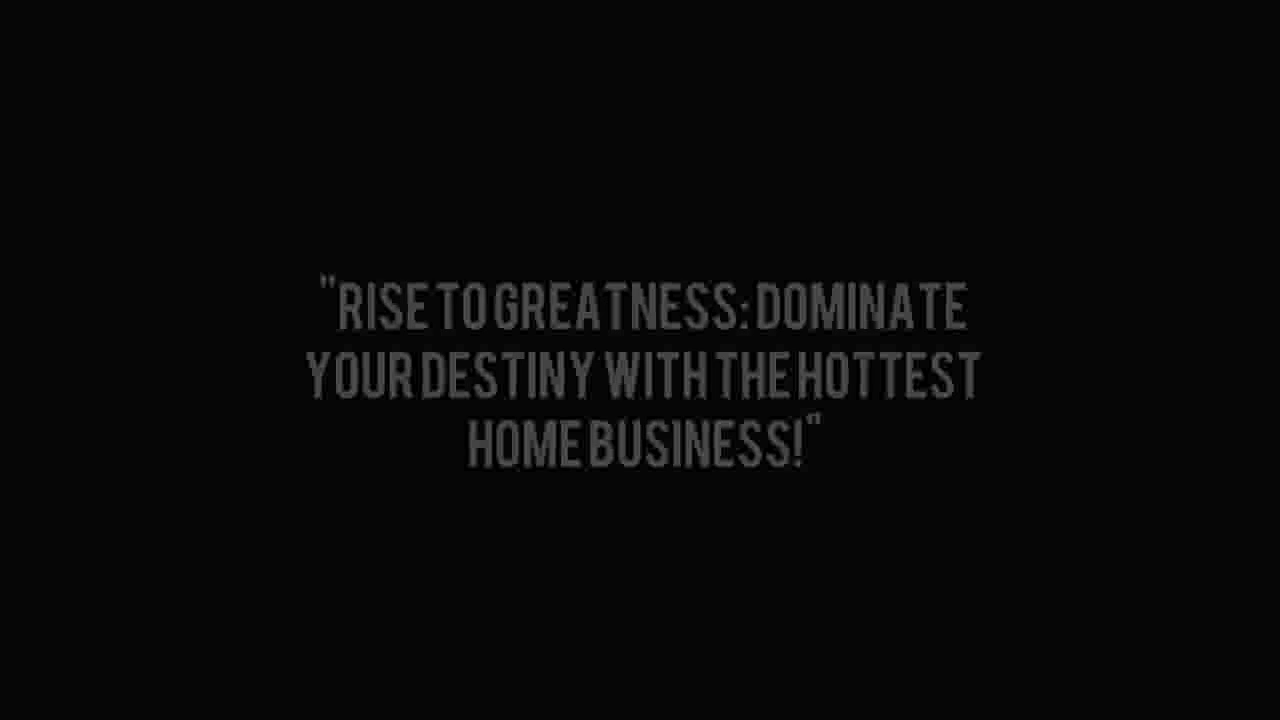 "RISE TO GREATNESS: DOMINATE
YOUR DESTINY WITH THE HOTTEST
HOME BUSINESS!"